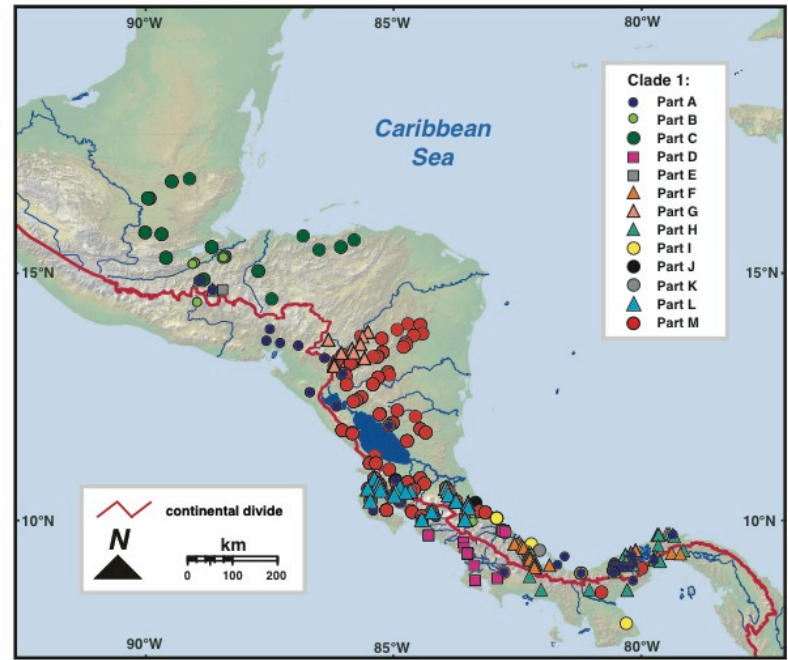 90°W 85°W 80°W
Clade 1:
Part A
Part B
Part C
Part D
Part E
Part F
Part G
Part H
Part I
Part J
Part K
Part L
Part M
Caribbean
Sea
15°N 15°N
continental divide
N
km
0 100 200
10°N 10°N
90°W 85°W 80°W